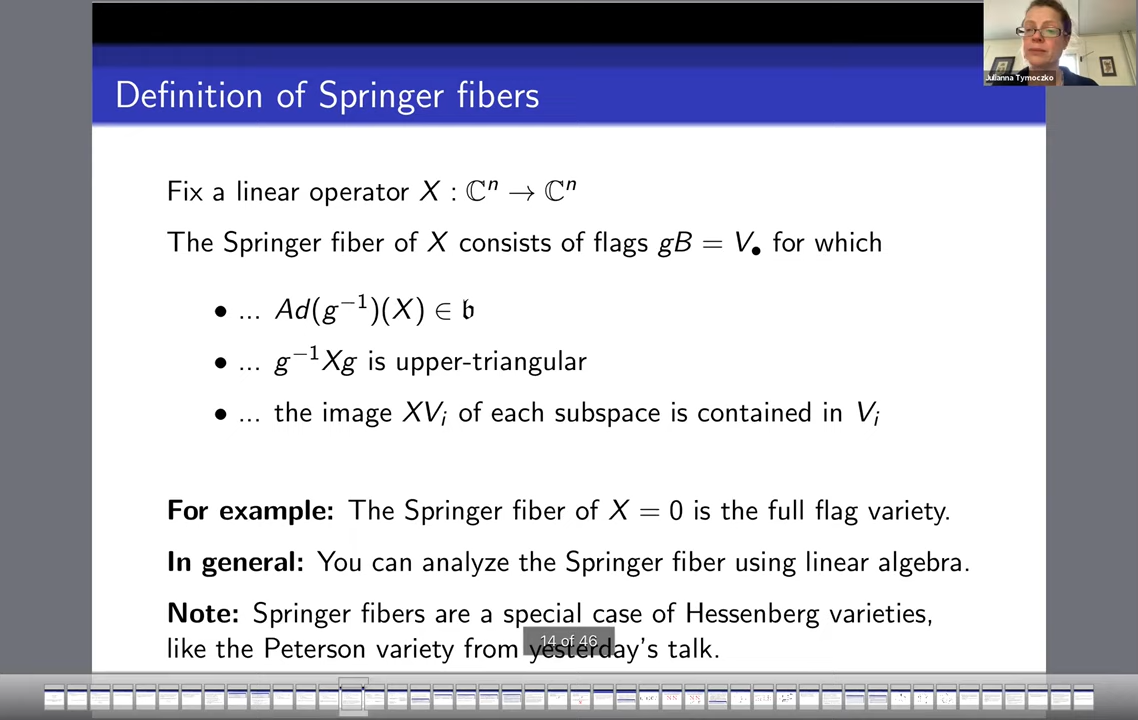 Julianna Tymoczko
Definition of Springer fibers
Fix a linear operator X : ℂⁿ → ℂⁿ
The Springer fiber of X consists of flags gB = V• for which
• ... Ad(g⁻¹)(X) ∈ 𝔟
• ... g⁻¹Xg is upper-triangular
• ... the image XVᵢ of each subspace is contained in Vᵢ
For example: The Springer fiber of X = 0 is the full flag variety.
In general: You can analyze the Springer fiber using linear algebra.
Note: Springer fibers are a special case of Hessenberg varieties,
like the Peterson variety from yesterday's talk.
14 of 46